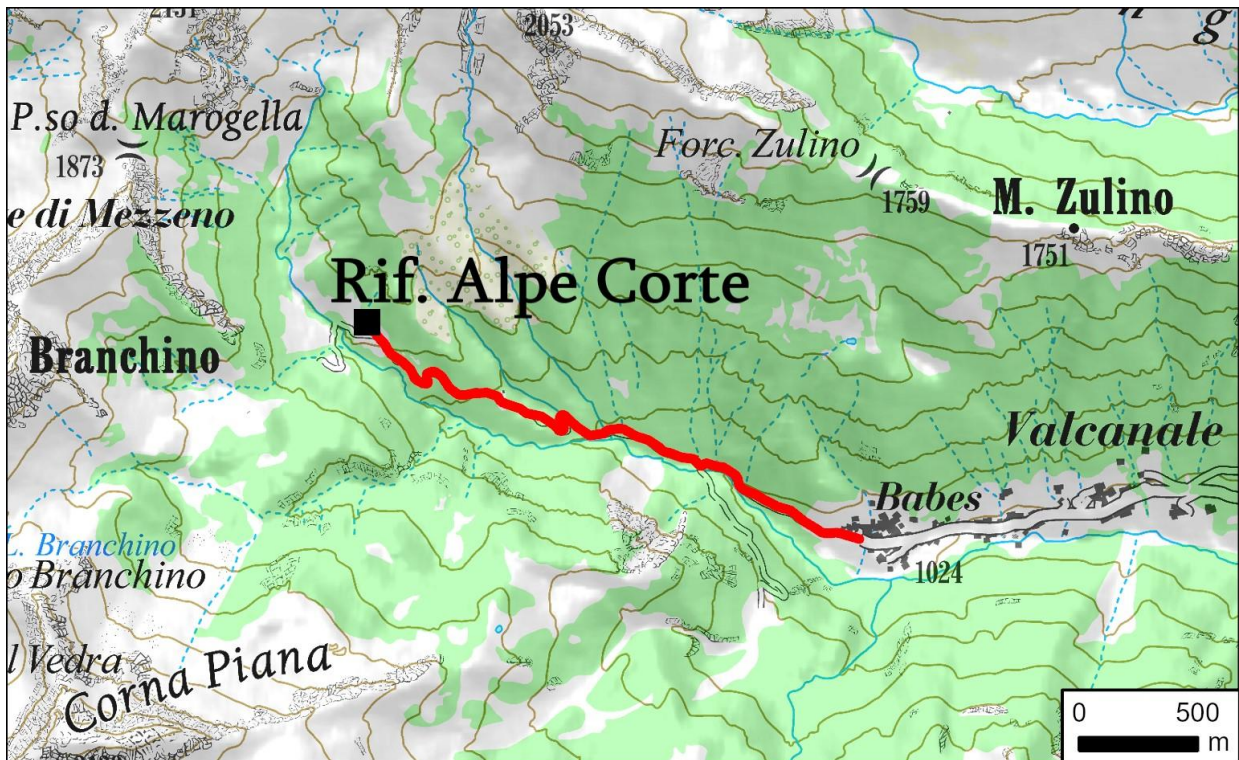 2053
g
P.so d. Marogella
1873
Forc. Zulino
1759
M. Zulino
1751
e di Mezzeno
Rif. Alpe Corte
Branchino
Valcanale
Babes
1024
L. Branchino
o Branchino
l Vedra
Corna Piana
0 500
m